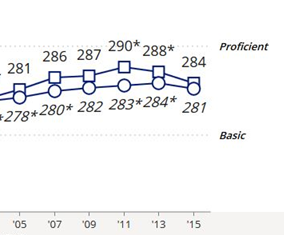 290* 288* Proficient
281 286 287 284
278* 280* 282 283* 284* 281
Basic
'05 '07 '09 '11 '13 '15